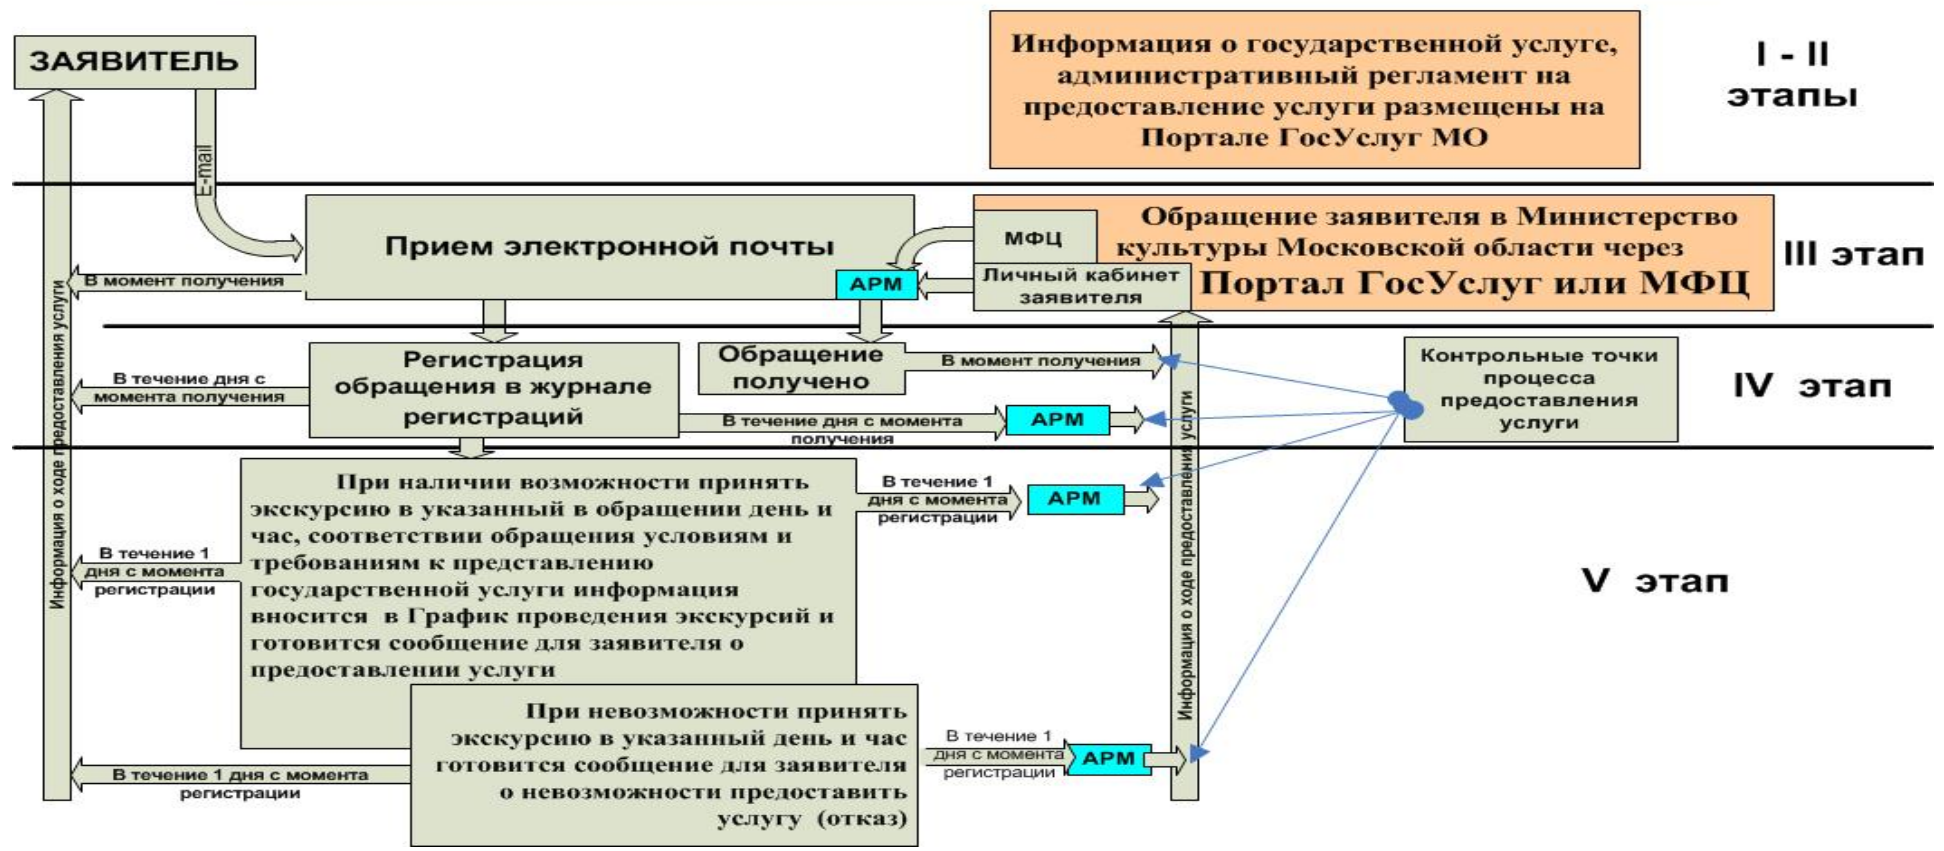 ЗАЯВИТЕЛЬ
Информация о государственной услуге,
административный регламент на
предоставление услуги размещены на
Портале ГосУслуг МО
I - II
этапы
E-mail
Прием электронной почты
АРМ
МФЦ
Личный кабинет
заявителя
Обращение заявителя в Министерство
культуры Московской области через
Портал ГосУслуг или МФЦ
III этап
В момент получения
Информация о ходе предоставления услуги
Регистрация
обращения в журнале
регистраций
Обращение
получено
В момент получения
Контрольные точки
процесса
предоставления
услуги
IV этап
В течение дня с
момента получения
В течение дня с момента
получения
АРМ
Информация о ходе предоставления услуги
При наличии возможности принять
экскурсию в указанный в обращении день и
час, соответствии обращения условиям и
требованиям к представлению
государственной услуги информация
вносится в График проведения экскурсий и
готовится сообщение для заявителя о
предоставлении услуги
В течение 1
дня с момента
регистрации
АРМ
В течение 1
дня с момента
регистрации
V этап
При невозможности принять
экскурсию в указанный день и час
готовится сообщение для заявителя
о невозможности предоставить
услугу (отказ)
В течение 1
дня с момента
регистрации
АРМ
В течение 1 дня с момента
регистрации